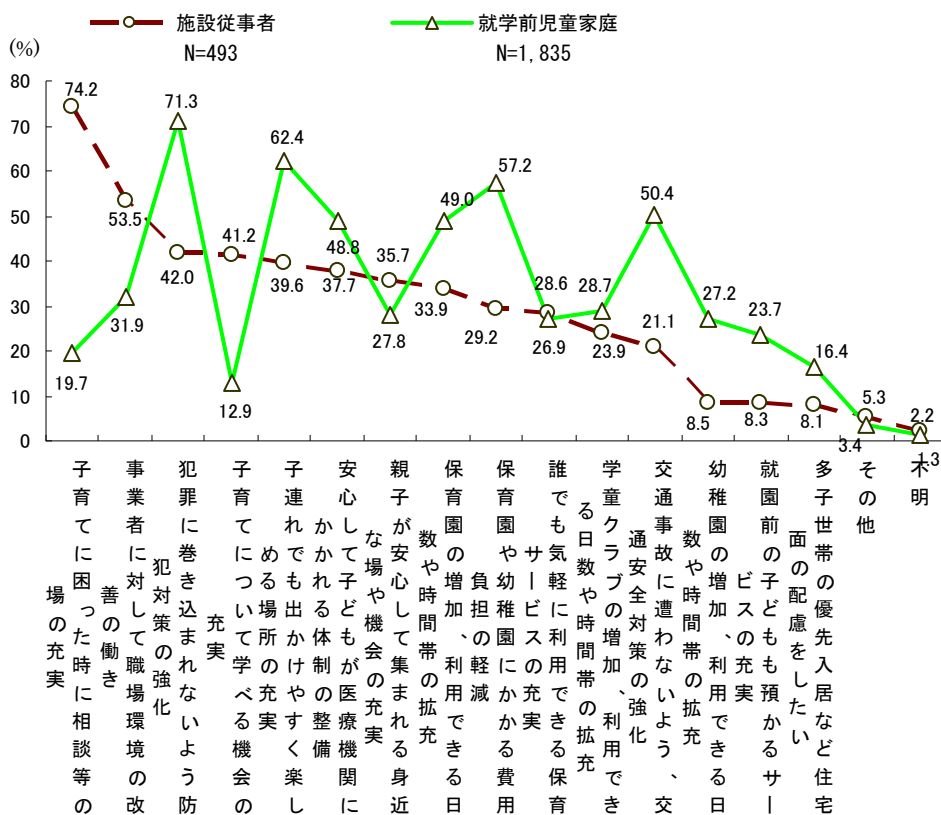 施設従事者
N=493
就学前児童家庭
N=1,835
(%)
80
70
60
50
40
30
20
10
0
74.2
53.5
42.0
41.2
39.6
37.7
35.7
33.9
29.2
28.6
23.9
21.1
8.5
8.3
8.1
5.3
2.2
19.7
31.9
71.3
12.9
62.4
48.8
27.8
49.0
57.2
26.9
28.7
50.4
27.2
23.7
16.4
3.4
1.3
子育てに困った時に相談等の
場の充実
事業者に対して職場環境の改
善の働き
犯罪に巻き込まれないよう防
犯対策の強化
子育てについて学べる機会の
充実
子連れでも出かけやすく楽し
める場所の充実
安心して子どもが医療機関に
かかれる体制の整備
親子が安心して集まれる身近
な場や機会の充実
保育園の増加、利用できる日
数や時間帯の拡充
保育園や幼稚園にかかる費用
負担の軽減
誰でも気軽に利用できる保育
サービスの充実
学童クラブの増加、利用でき
る日数や時間帯の拡充
交通事故に遭わないよう、交
通安全対策の強化
幼稚園の増加、利用できる日
数や時間帯の拡充
就園前の子どもも預かるサー
ビスの充実
多子世帯の優先入居など住宅
面の配慮をしたい
その他
不明